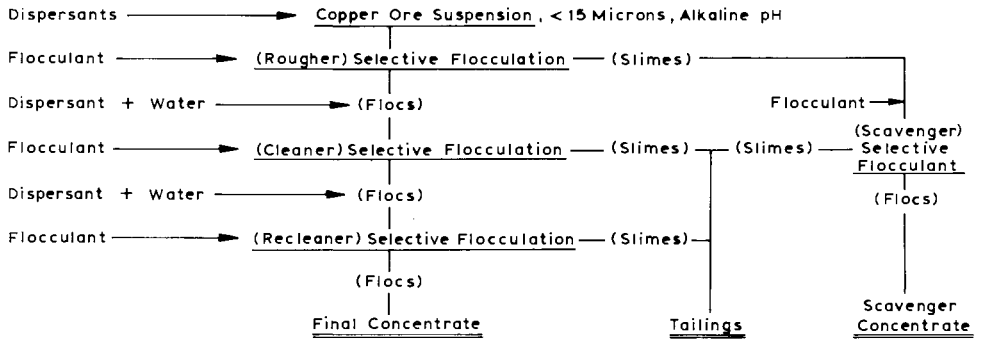 Dispersants Copper Ore Suspension, < 15 Microns, Alkaline pH
Flocculant (Rougher) Selective Flocculation (Slimes)
Dispersant + Water (Flocs) Flocculant
Flocculant (Cleaner) Selective Flocculation (Slimes) (Slimes) (Scavenger) Selective Flocculant
Dispersant + Water (Flocs) (Flocs)
Flocculant (Recleaner) Selective Flocculation (Slimes)
(Flocs)
Final Concentrate Tailings Scavenger Concentrate